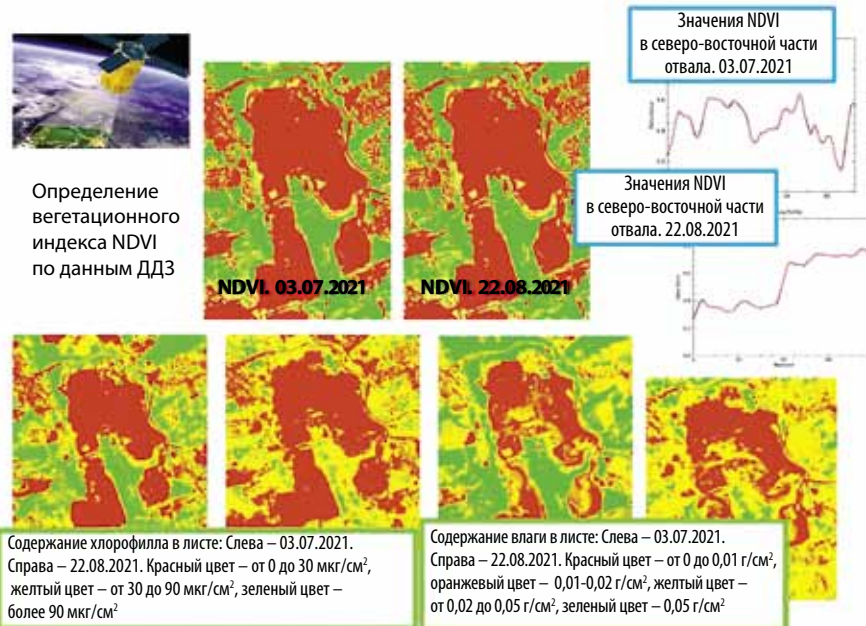 Значения NDVI
в северо-восточной части
отвала. 03.07.2021
Определение
вегетационного
индекса NDVI
по данным ДДЗ
NDVI. 03.07.2021
NDVI. 22.08.2021
Значения NDVI
в северо-восточной части
отвала. 22.08.2021
Содержание хлорофилла в листе: Слева – 03.07.2021.
Справа – 22.08.2021. Красный цвет – от 0 до 30 мкг/см²,
желтый цвет – от 30 до 90 мкг/см², зеленый цвет –
более 90 мкг/см²
Содержание влаги в листе: Слева – 03.07.2021.
Справа – 22.08.2021. Красный цвет – от 0 до 0,01 г/см²,
оранжевый цвет – 0,01-0,02 г/см², желтый цвет –
от 0,02 до 0,05 г/см², зеленый цвет – 0,05 г/см²